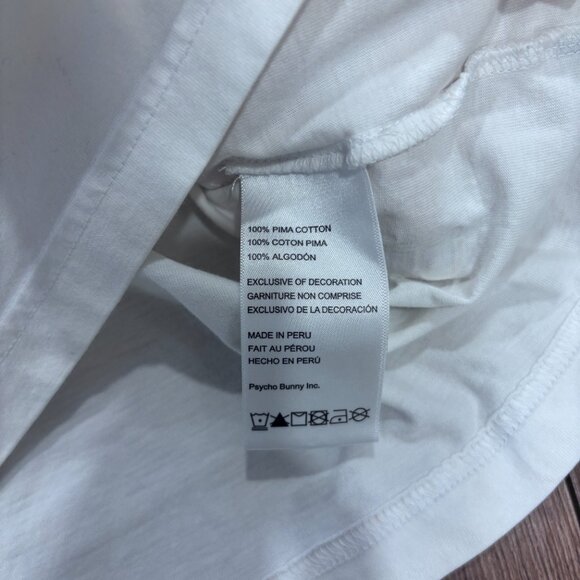 100% PIMA COTTON
100% COTON PIMA
100% ALGODÓN
EXCLUSIVE OF DECORATION
GARNITURE NON COMPRISE
EXCLUSIVO DE LA DECORACIÓN
MADE IN PERU
FAIT AU PÉROU
HECHO EN PERÚ
Psycho Bunny Inc.